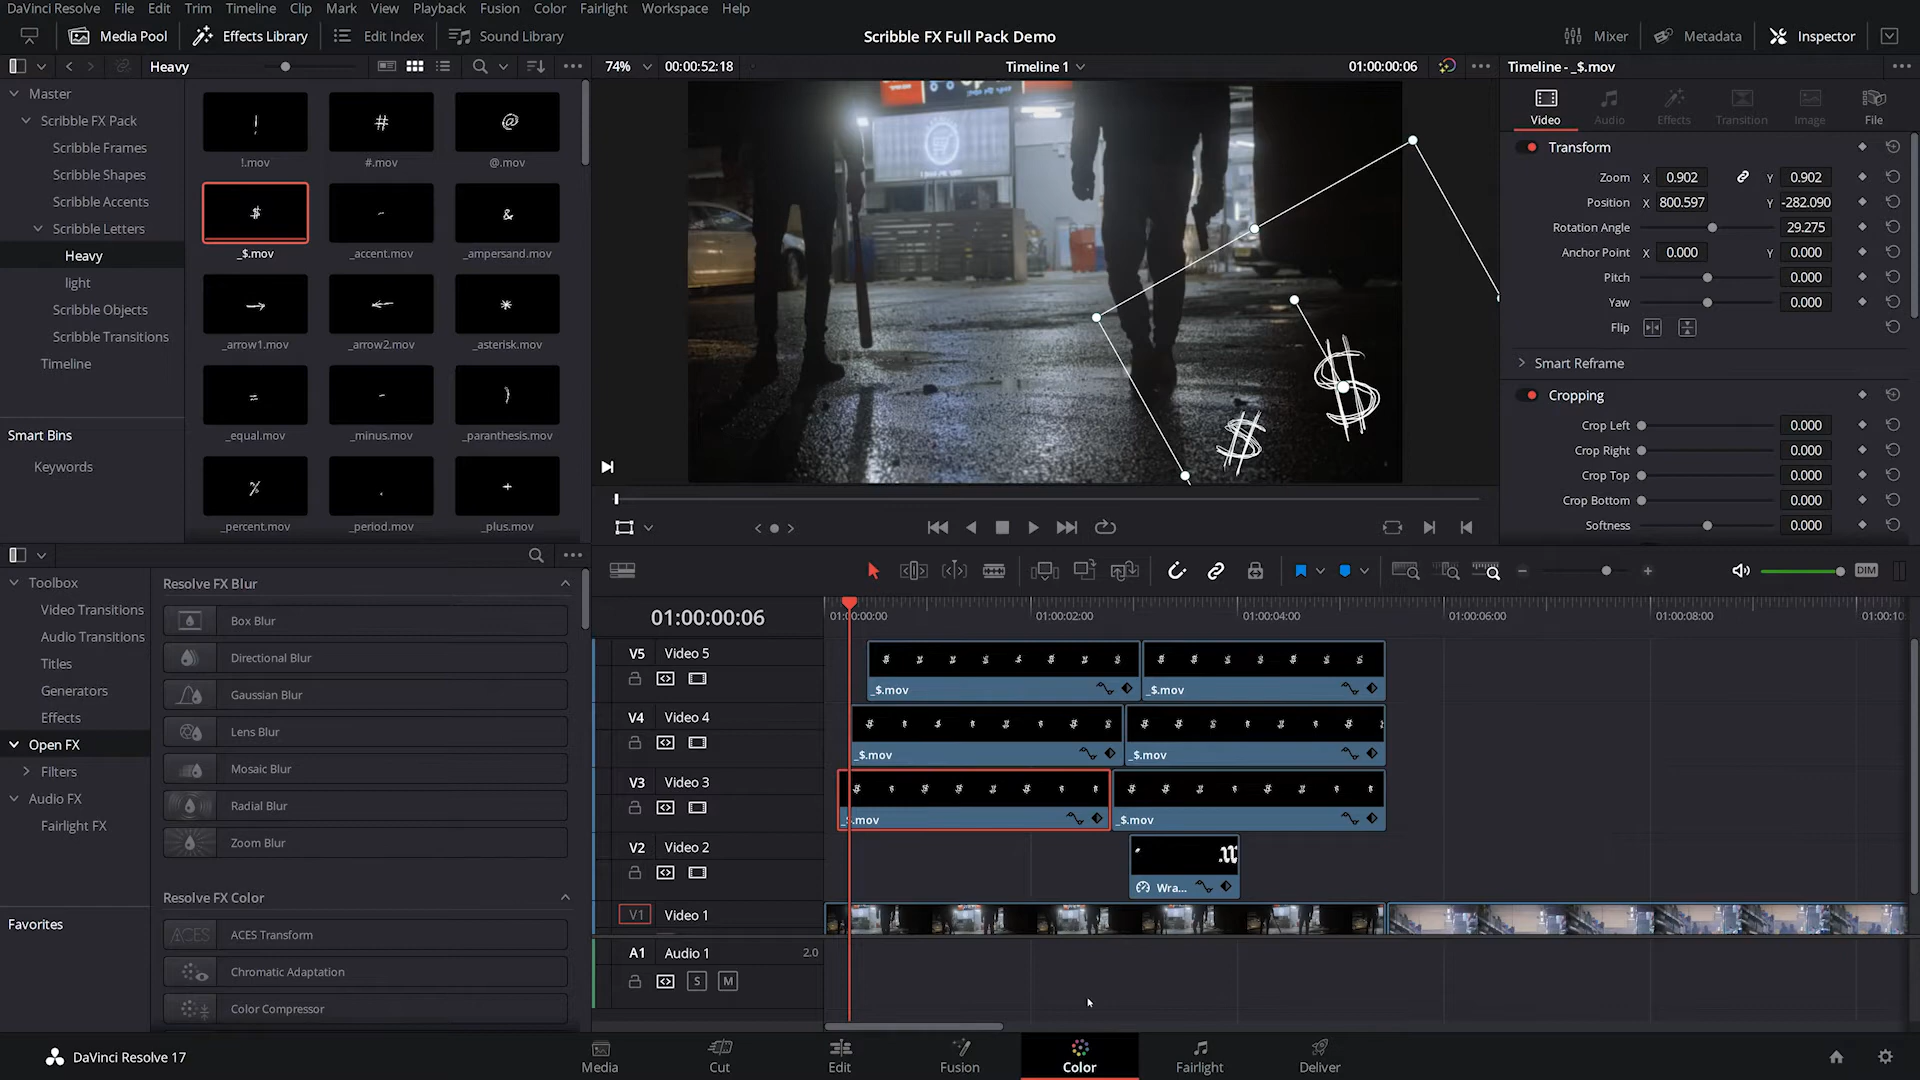 DaVinci Resolve File Edit Trim Timeline Clip Mark View Playback Fusion Color Fairlight Workspace Help
Media Pool Effects Library Edit Index Sound Library Scribble FX Full Pack Demo Mixer Metadata Inspector
Heavy 74% 00:00:52:18 Timeline 1 01:00:00:06 Timeline - _$.mov
Master
Scribble FX Pack
Scribble Frames
Scribble Shapes
Scribble Accents
Scribble Letters
Heavy
light
Scribble Objects
Scribble Transitions
Timeline
Smart Bins
Keywords
! # @
!.mov #.mov @.mov
$ - &
_$.mov _accent.mov _ampersand.mov
_arrow1.mov _arrow2.mov _asterisk.mov
= - )
_equal.mov _minus.mov _paranthesis.mov
% . +
_percent.mov _period.mov _plus.mov
$ $
Video Audio Effects Transition Image File
Transform
Zoom X 0.902 Y 0.902
Position X 800.597 Y -282.090
Rotation Angle 29.275
Anchor Point X 0.000 Y 0.000
Pitch 0.000
Yaw 0.000
Flip
Smart Reframe
Cropping
Crop Left 0.000
Crop Right 0.000
Crop Top 0.000
Crop Bottom 0.000
Softness 0.000
Toolbox
Video Transitions
Audio Transitions
Titles
Generators
Effects
Open FX
Filters
Audio FX
Fairlight FX
Favorites
Resolve FX Blur
Box Blur
Directional Blur
Gaussian Blur
Lens Blur
Mosaic Blur
Radial Blur
Zoom Blur
Resolve FX Color
ACES ACES Transform
Chromatic Adaptation
Color Compressor
DIM
01:00:00:06 01:00:00:00 01:00:02:00 01:00:04:00 01:00:06:00 01:00:08:00 01:00:10
V5 Video 5
_$.mov _$.mov
V4 Video 4
_$.mov _$.mov
V3 Video 3
_$.mov _$.mov
V2 Video 2
Wra...
V1 Video 1
A1 Audio 1 2.0
S M
DaVinci Resolve 17 Media Cut Edit Fusion Color Fairlight Deliver